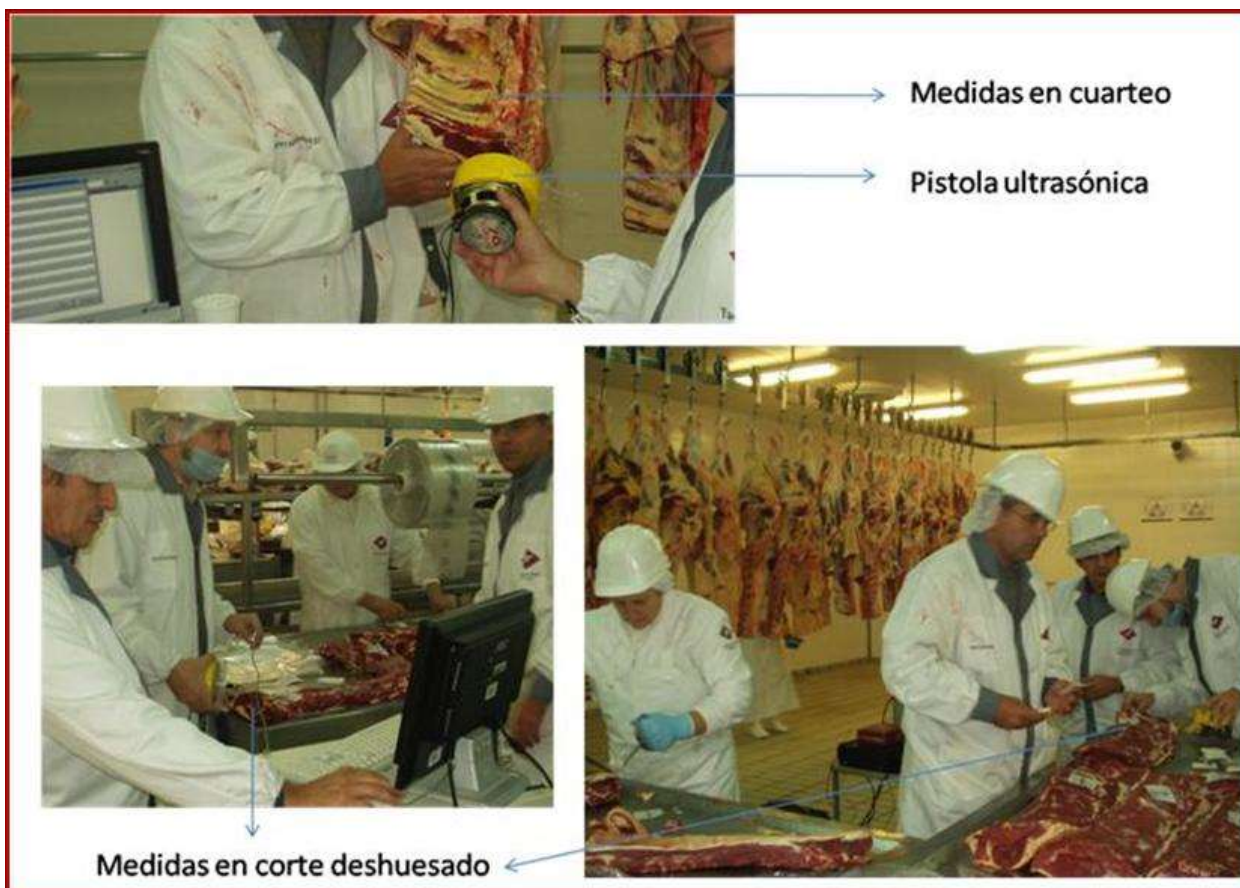 Medidas en cuarteo
Pistola ultrasónica
Medidas en corte deshuesado